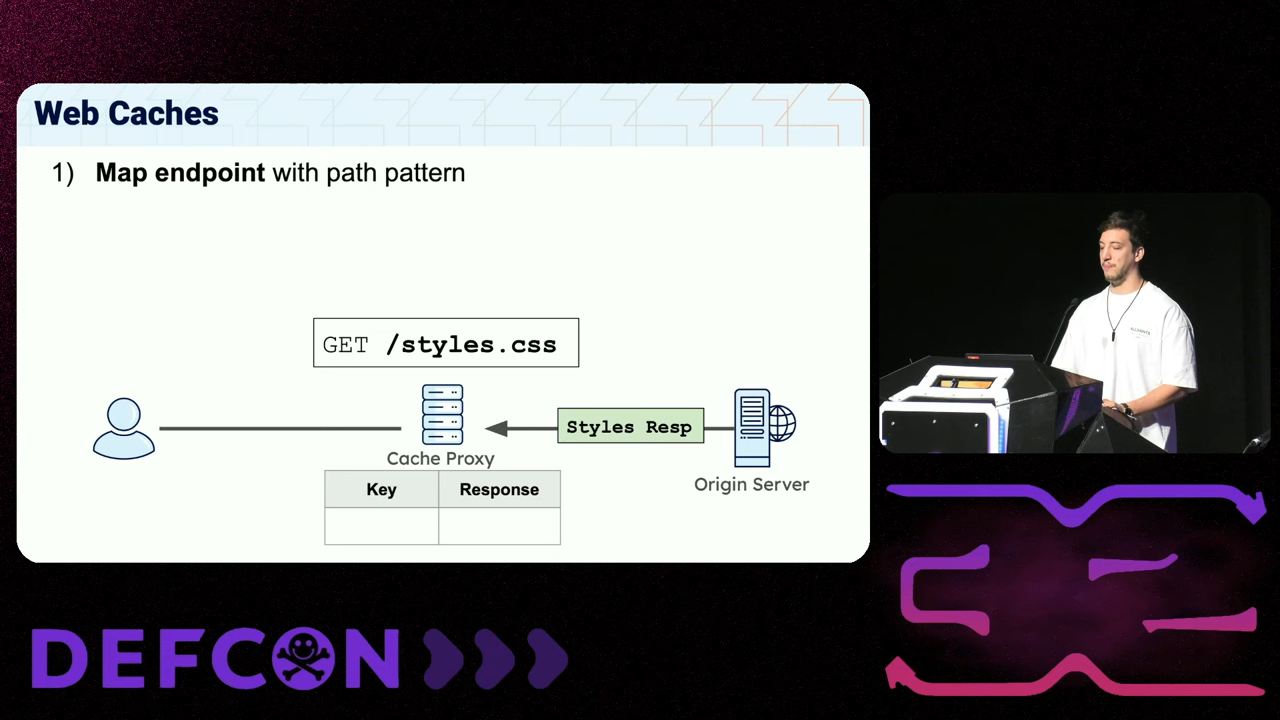 Web Caches
1) Map endpoint with path pattern
GET /styles.css
Styles Resp
Cache Proxy
Origin Server
Key Response
DEFCON